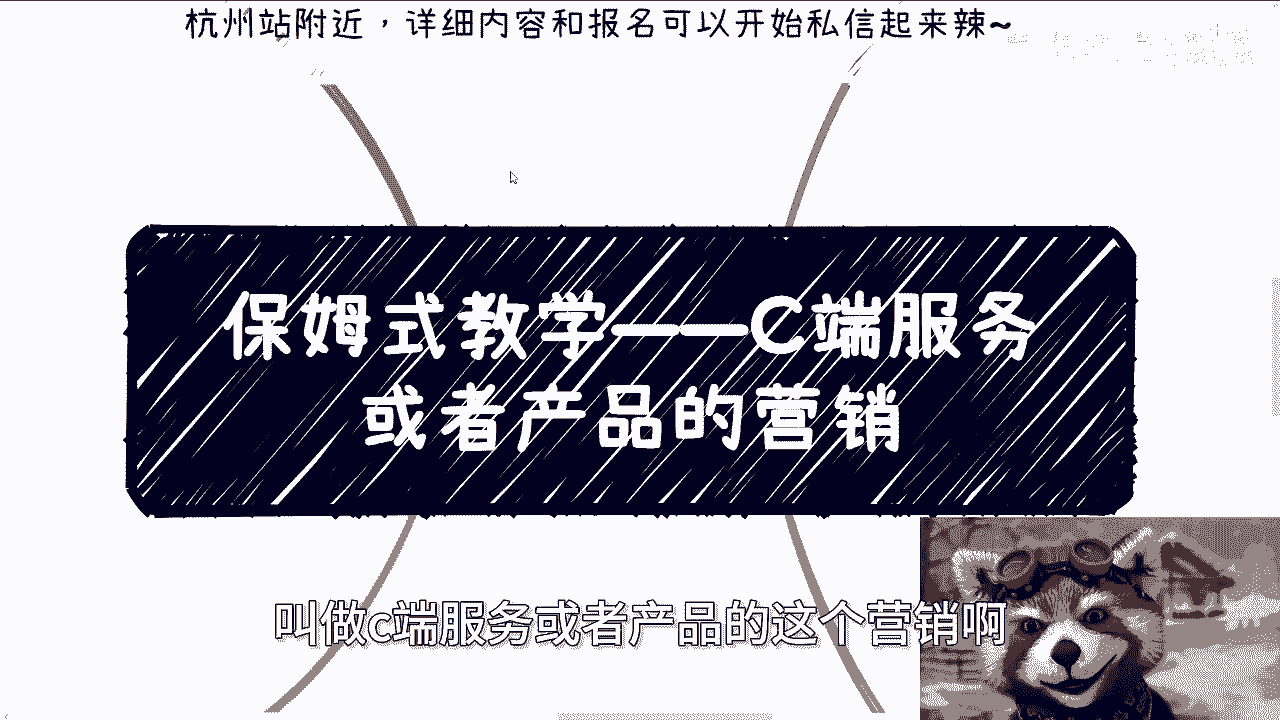 杭州站附近，详细内容和报名可以开始私信起来辣~
保姆式教学——C端服务
或者产品的营销
叫做c端服务或者产品的这个营销啊